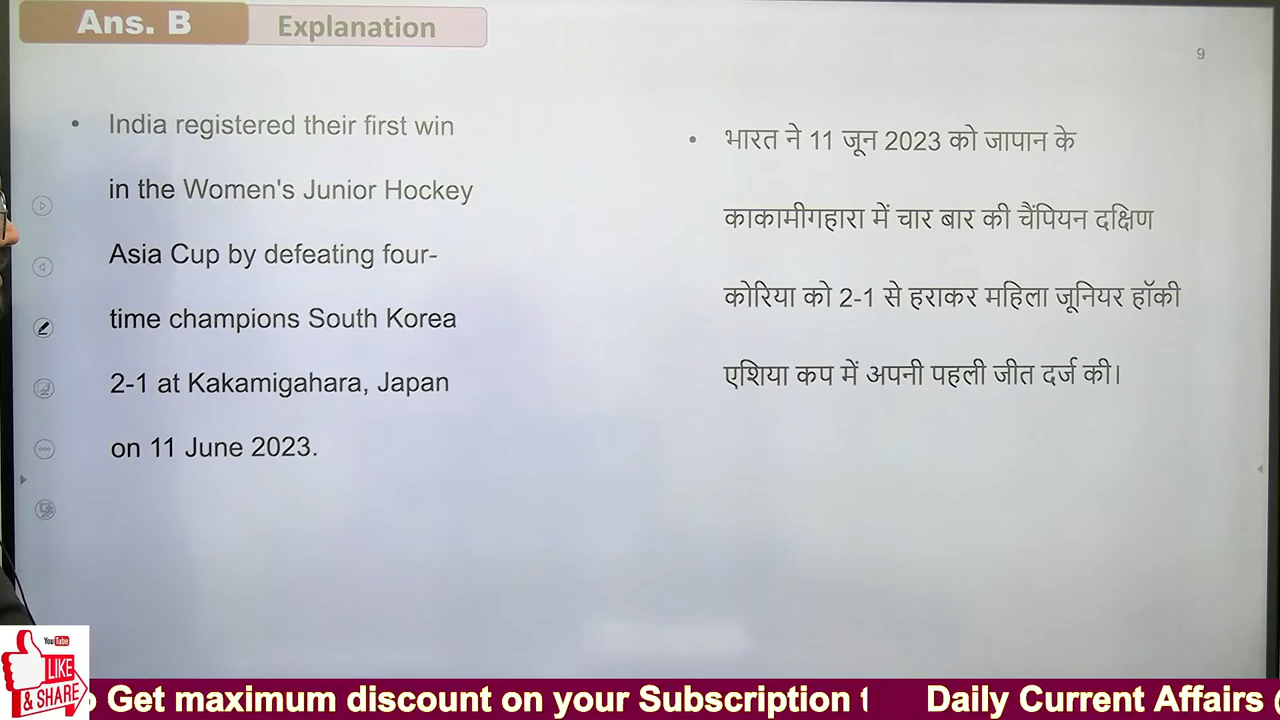 Ans. B
Explanation
9
• India registered their first win
in the Women's Junior Hockey
Asia Cup by defeating four-
time champions South Korea
2-1 at Kakamigahara, Japan
on 11 June 2023.
• भारत ने 11 जून 2023 को जापान के
काकामीगहारा में चार बार की चैंपियन दक्षिण
कोरिया को 2-1 से हराकर महिला जूनियर हॉकी
एशिया कप में अपनी पहली जीत दर्ज की।
YouTube
LIKE
& SHARE
Get maximum discount on your Subscription
Daily Current Affairs